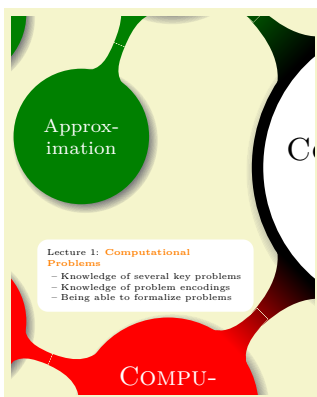 Approx-
imation
Co
Lecture 1: Computational
Problems
– Knowledge of several key problems
– Knowledge of problem encodings
– Being able to formalize problems
COMPU-